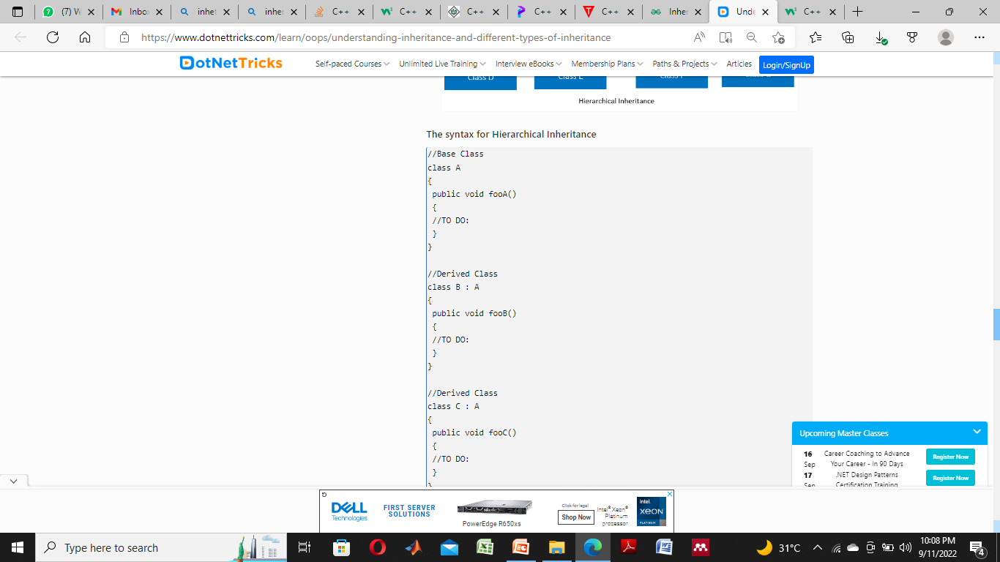 (7) W
Inbo
inhe
inher
C++
C++
C++
C++
C++
Inher
Unde
C++
https://www.dotnettricks.com/learn/oops/understanding-inheritance-and-different-types-of-inheritance
DotNetTricks
Self-paced Courses
Unlimited Live Training
Interview eBooks
Membership Plans
Paths & Projects
Articles
Login/SignUp
Class D
Class E
Hierarchical Inheritance
The syntax for Hierarchical Inheritance
//Base Class
class A
{
public void fooA()
{
//TO DO:
}
}
//Derived Class
class B : A
{
public void fooB()
{
//TO DO:
}
}
//Derived Class
class C : A
{
public void fooC()
{
//TO DO:
}
}
Upcoming Master Classes
16 Sep
Career Coaching to Advance
Your Career - In 90 Days
Register Now
17 Sep
.NET Design Patterns
Certification Training
Register Now
DELL
Technologies
FIRST SERVER
SOLUTIONS
PowerEdge R650xs
Click for legal
Shop Now
Intel® Xeon®
Platinum
processor
intel.
XEON
PLATINUM
Type here to search
31°C
10:08 PM
9/11/2022
4